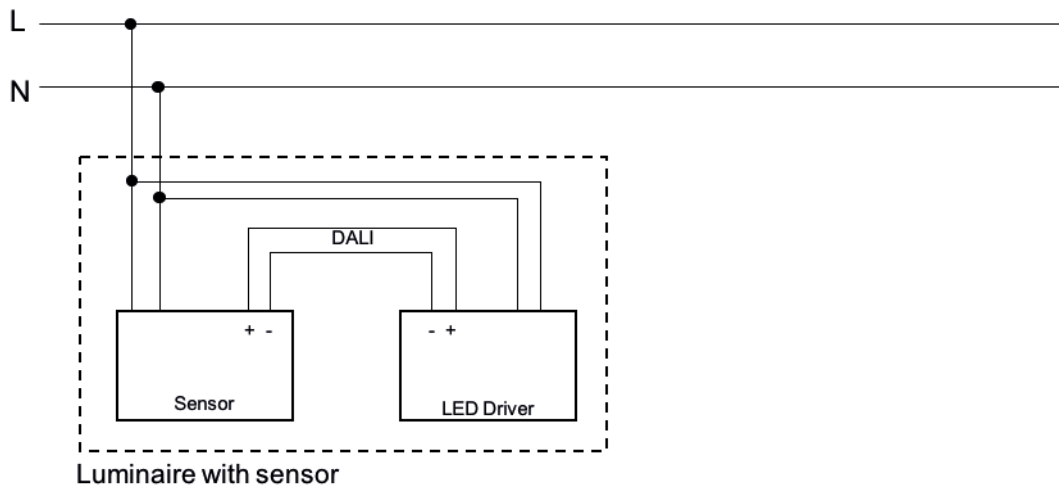 L
N
DALI
+ -
- +
Sensor
LED Driver
Luminaire with sensor